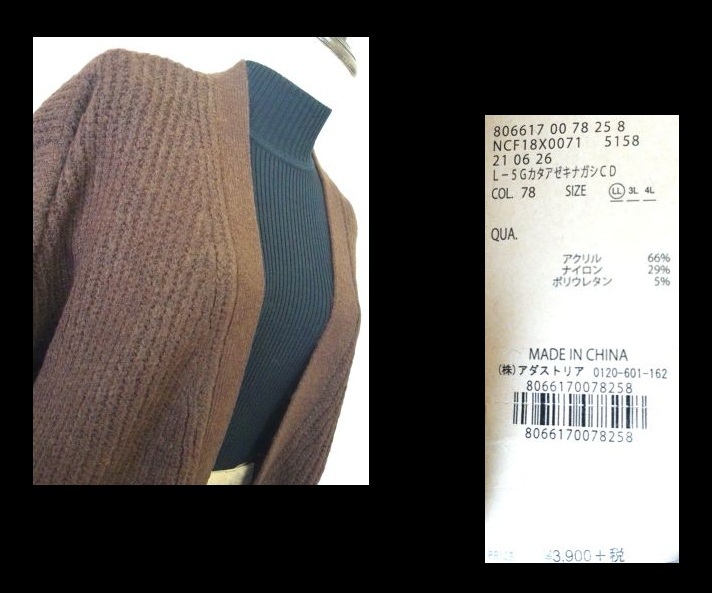 806617 00 78 25 8
NCF18X0071 5158
21 06 26
L-5GカタアゼキナガシCD
COL. 78 SIZE LL 3L 4L
QUA.
アクリル 66%
ナイロン 29%
ポリウレタン 5%
MADE IN CHINA
(株)アダストリア 0120-601-162
8066170078258
8066170078258
PRICE ¥3,900+税